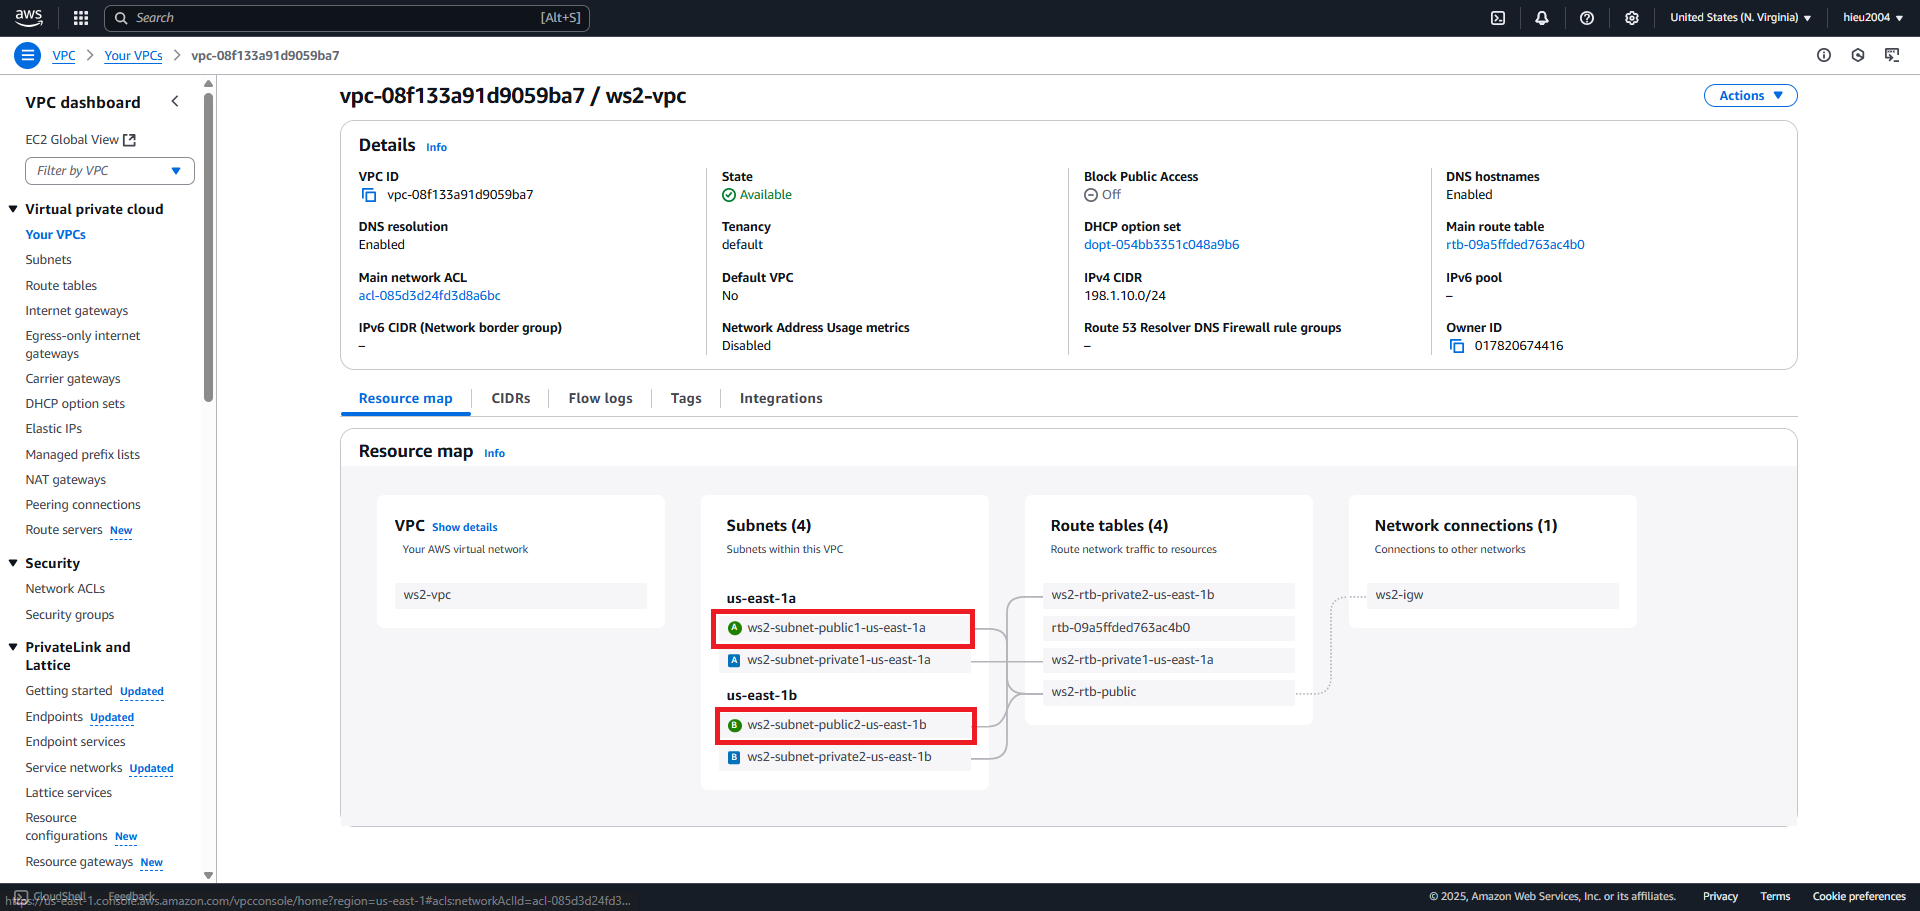 aws
Search [Alt+S]
United States (N. Virginia) hieu2004
VPC Your VPCs vpc-08f133a91d9059ba7
VPC dashboard
EC2 Global View
Filter by VPC
Virtual private cloud
Your VPCs
Subnets
Route tables
Internet gateways
Egress-only internet
gateways
Carrier gateways
DHCP option sets
Elastic IPs
Managed prefix lists
NAT gateways
Peering connections
Route servers New
Security
Network ACLs
Security groups
PrivateLink and
Lattice
Getting started Updated
Endpoints Updated
Endpoint services
Service networks Updated
Lattice services
Resource
configurations New
Resource gateways New
vpc-08f133a91d9059ba7 / ws2-vpc
Actions
Details Info
VPC ID
vpc-08f133a91d9059ba7
State
Available
Block Public Access
Off
DNS hostnames
Enabled
DNS resolution
Enabled
Tenancy
default
DHCP option set
dopt-054bb3351c048a9b6
Main route table
rtb-09a5ffded763ac4b0
Main network ACL
acl-085d3d24fd3d8a6bc
Default VPC
No
IPv4 CIDR
198.1.10.0/24
IPv6 pool
–
IPv6 CIDR (Network border group)
–
Network Address Usage metrics
Disabled
Route 53 Resolver DNS Firewall rule groups
–
Owner ID
017820674416
Resource map CIDRs Flow logs Tags Integrations
Resource map Info
VPC Show details
Your AWS virtual network
ws2-vpc
Subnets (4)
Subnets within this VPC
us-east-1a
A ws2-subnet-public1-us-east-1a
A ws2-subnet-private1-us-east-1a
us-east-1b
B ws2-subnet-public2-us-east-1b
B ws2-subnet-private2-us-east-1b
Route tables (4)
Route network traffic to resources
ws2-rtb-private2-us-east-1b
rtb-09a5ffded763ac4b0
ws2-rtb-private1-us-east-1a
ws2-rtb-public
Network connections (1)
Connections to other networks
ws2-igw
CloudShell Feedback
https://us-east-1.console.aws.amazon.com/vpcconsole/home?region=us-east-1#acls:networkAclId=acl-085d3d24fd3...
© 2025, Amazon Web Services, Inc. or its affiliates. Privacy Terms Cookie preferences